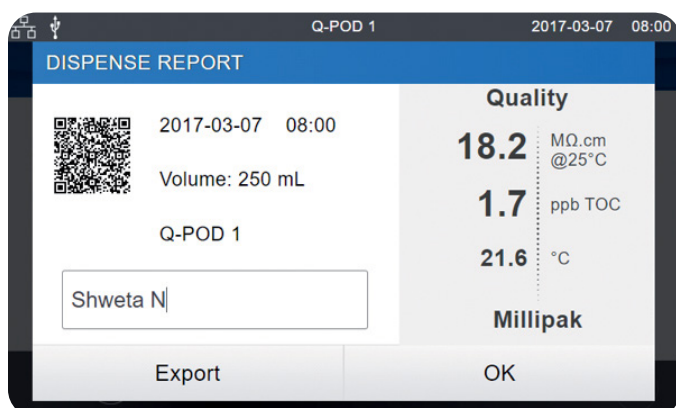 Q-POD 1 2017-03-07 08:00
DISPENSE REPORT
2017-03-07 08:00
Volume: 250 mL
Q-POD 1
Shweta N
Quality
18.2 MΩ.cm
@25°C
1.7 ppb TOC
21.6 °C
Millipak
Export OK